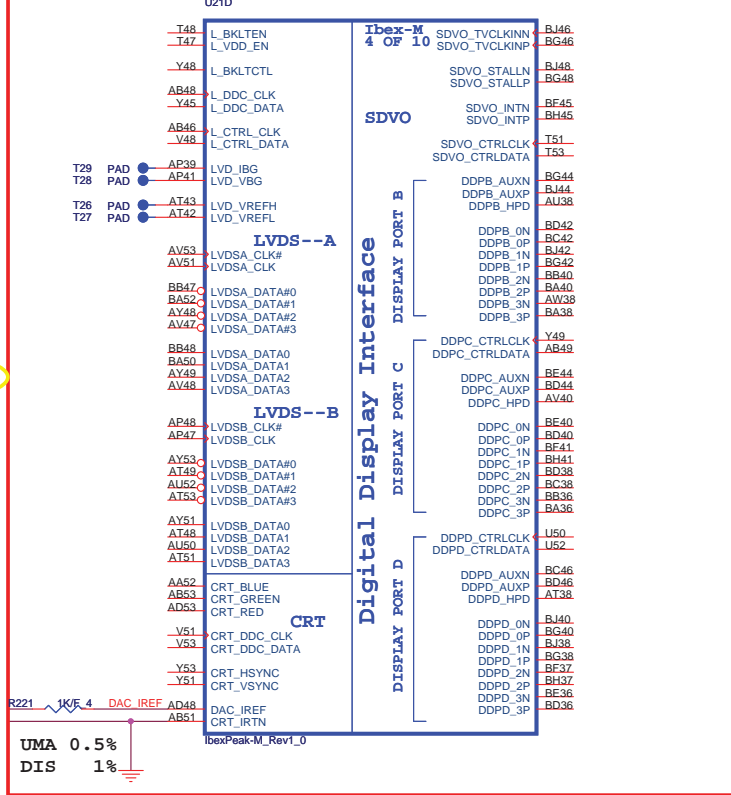 U21D
Ibex-M
4 OF 10
T48 L_BKLTEN
T47 L_VDD_EN
Y48 L_BKLTCTL
AB48 L_DDC_CLK
Y45 L_DDC_DATA
AB46 L_CTRL_CLK
V48 L_CTRL_DATA
T29 PAD AP39 LVD_IBG
T28 PAD AP41 LVD_VBG
T26 PAD AT43 LVD_VREFH
T27 PAD AT42 LVD_VREFL
LVDS--A
AV53 LVDSA_CLK#
AV51 LVDSA_CLK
BB47 LVDSA_DATA#0
BA52 LVDSA_DATA#1
AY48 LVDSA_DATA#2
AV47 LVDSA_DATA#3
BB48 LVDSA_DATA0
BA50 LVDSA_DATA1
AY49 LVDSA_DATA2
AV48 LVDSA_DATA3
LVDS--B
AP48 LVDSB_CLK#
AP47 LVDSB_CLK
AY53 LVDSB_DATA#0
AT49 LVDSB_DATA#1
AU52 LVDSB_DATA#2
AT53 LVDSB_DATA#3
AY51 LVDSB_DATA0
AT48 LVDSB_DATA1
AU50 LVDSB_DATA2
AT51 LVDSB_DATA3
AA52 CRT_BLUE
AB53 CRT_GREEN
AD53 CRT_RED
CRT
V51 CRT_DDC_CLK
V53 CRT_DDC_DATA
Y53 CRT_HSYNC
Y51 CRT_VSYNC
R221 1K/F_4 DAC_IREF AD48 DAC_IREF
AB51 CRT_IRTN
UMA 0.5%
DIS 1%
IbexPeak-M_Rev1_0
Digital Display Interface
SDVO_TVCLKINN BJ46
SDVO_TVCLKINP BG46
SDVO_STALLN BJ48
SDVO_STALLP BG48
SDVO
SDVO_INTN BF45
SDVO_INTP BH45
SDVO_CTRLCLK T51
SDVO_CTRLDATA T53
DISPLAY PORT B
DDPB_AUXN BG44
DDPB_AUXP BJ44
DDPB_HPD AU38
DDPB_0N BD42
DDPB_0P BC42
DDPB_1N BJ42
DDPB_1P BG42
DDPB_2N BB40
DDPB_2P BA40
DDPB_3N AW38
DDPB_3P BA38
DISPLAY PORT C
DDPC_CTRLCLK Y49
DDPC_CTRLDATA AB49
DDPC_AUXN BE44
DDPC_AUXP BD44
DDPC_HPD AV40
DDPC_0N BE40
DDPC_0P BD40
DDPC_1N BF41
DDPC_1P BH41
DDPC_2N BD38
DDPC_2P BC38
DDPC_3N BB36
DDPC_3P BA36
DISPLAY PORT D
DDPD_CTRLCLK U50
DDPD_CTRLDATA U52
DDPD_AUXN BC46
DDPD_AUXP BD46
DDPD_HPD AT38
DDPD_0N BJ40
DDPD_0P BG40
DDPD_1N BJ38
DDPD_1P BG38
DDPD_2N BF37
DDPD_2P BH37
DDPD_3N BE36
DDPD_3P BD36